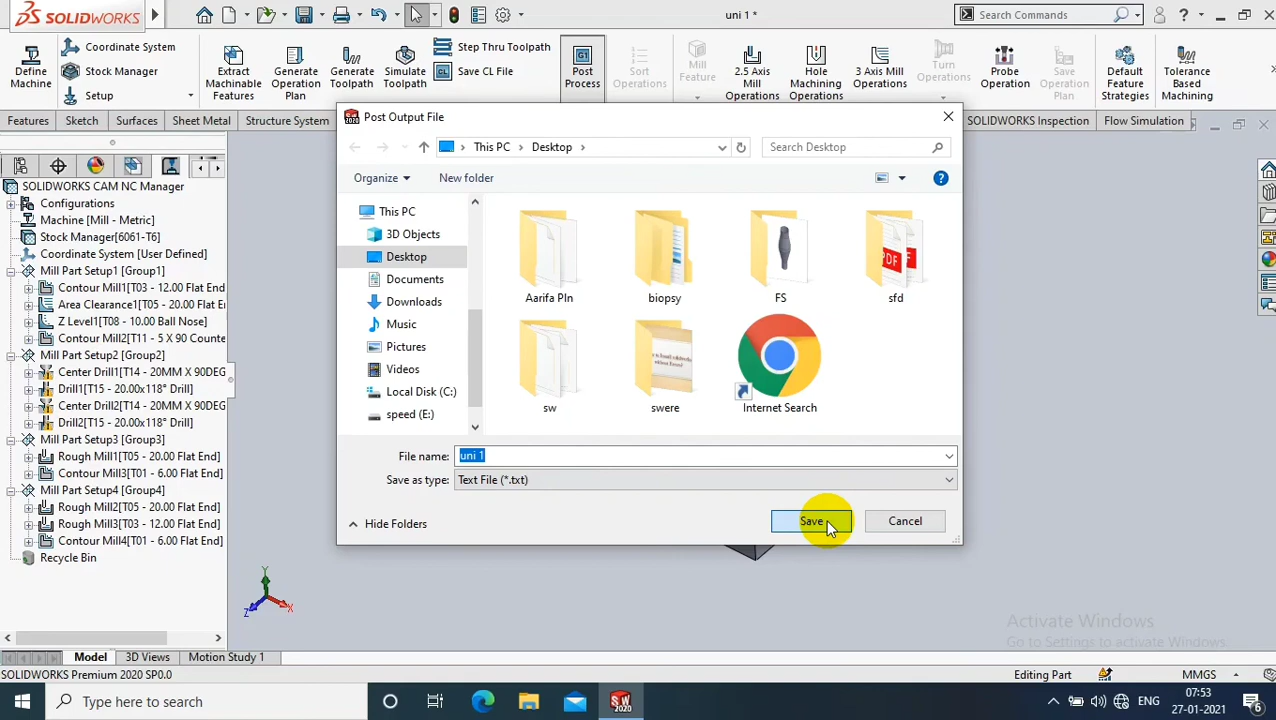 SOLIDWORKS
uni 1 *
Search Commands
Define Machine
Coordinate System
Stock Manager
Setup
Extract Machinable Features
Generate Operation Plan
Generate Toolpath
Simulate Toolpath
Step Thru Toolpath
Save CL File
G1
Post Process
Sort Operations
Mill Feature
2.5 Axis Mill Operations
Hole Machining Operations
3 Axis Mill Operations
Turn Operations
Probe Operation
Save Operation Plan
Default Feature Strategies
Tolerance Based Machining
Features
Sketch
Surfaces
Sheet Metal
Structure System
SOLIDWORKS Inspection
Flow Simulation
SOLIDWORKS CAM NC Manager
Configurations
Machine [Mill - Metric]
Stock Manager[6061-T6]
Coordinate System [User Defined]
Mill Part Setup1 [Group1]
Contour Mill1[T03 - 12.00 Flat End]
Area Clearance1[T05 - 20.00 Flat En
Z Level1[T08 - 10.00 Ball Nose]
Contour Mill2[T11 - 5 X 90 Counte
Mill Part Setup2 [Group2]
Center Drill1[T14 - 20MM X 90DEG
Drill1[T15 - 20.00x118° Drill]
Center Drill2[T14 - 20MM X 90DEG
Drill2[T15 - 20.00x118° Drill]
Mill Part Setup3 [Group3]
Rough Mill1[T05 - 20.00 Flat End]
Contour Mill3[T01 - 6.00 Flat End]
Mill Part Setup4 [Group4]
Rough Mill2[T05 - 20.00 Flat End]
Rough Mill3[T03 - 12.00 Flat End]
Contour Mill4[T01 - 6.00 Flat End]
Recycle Bin
Post Output File
This PC
Desktop
Search Desktop
Organize
New folder
This PC
3D Objects
Desktop
Documents
Downloads
Music
Pictures
Videos
Local Disk (C:)
speed (E:)
Aarifa Pln
biopsy
FS
PDF
sfd
sw
swere
Internet Search
File name:
uni 1
Save as type:
Text File (*.txt)
Hide Folders
Save
Cancel
Y
X
Z
Activate Windows
Go to Settings to activate Windows.
Model
3D Views
Motion Study 1
SOLIDWORKS Premium 2020 SP0.0
Editing Part
MMGS
Type here to search
SW
2020
ENG
07:53
27-01-2021
6